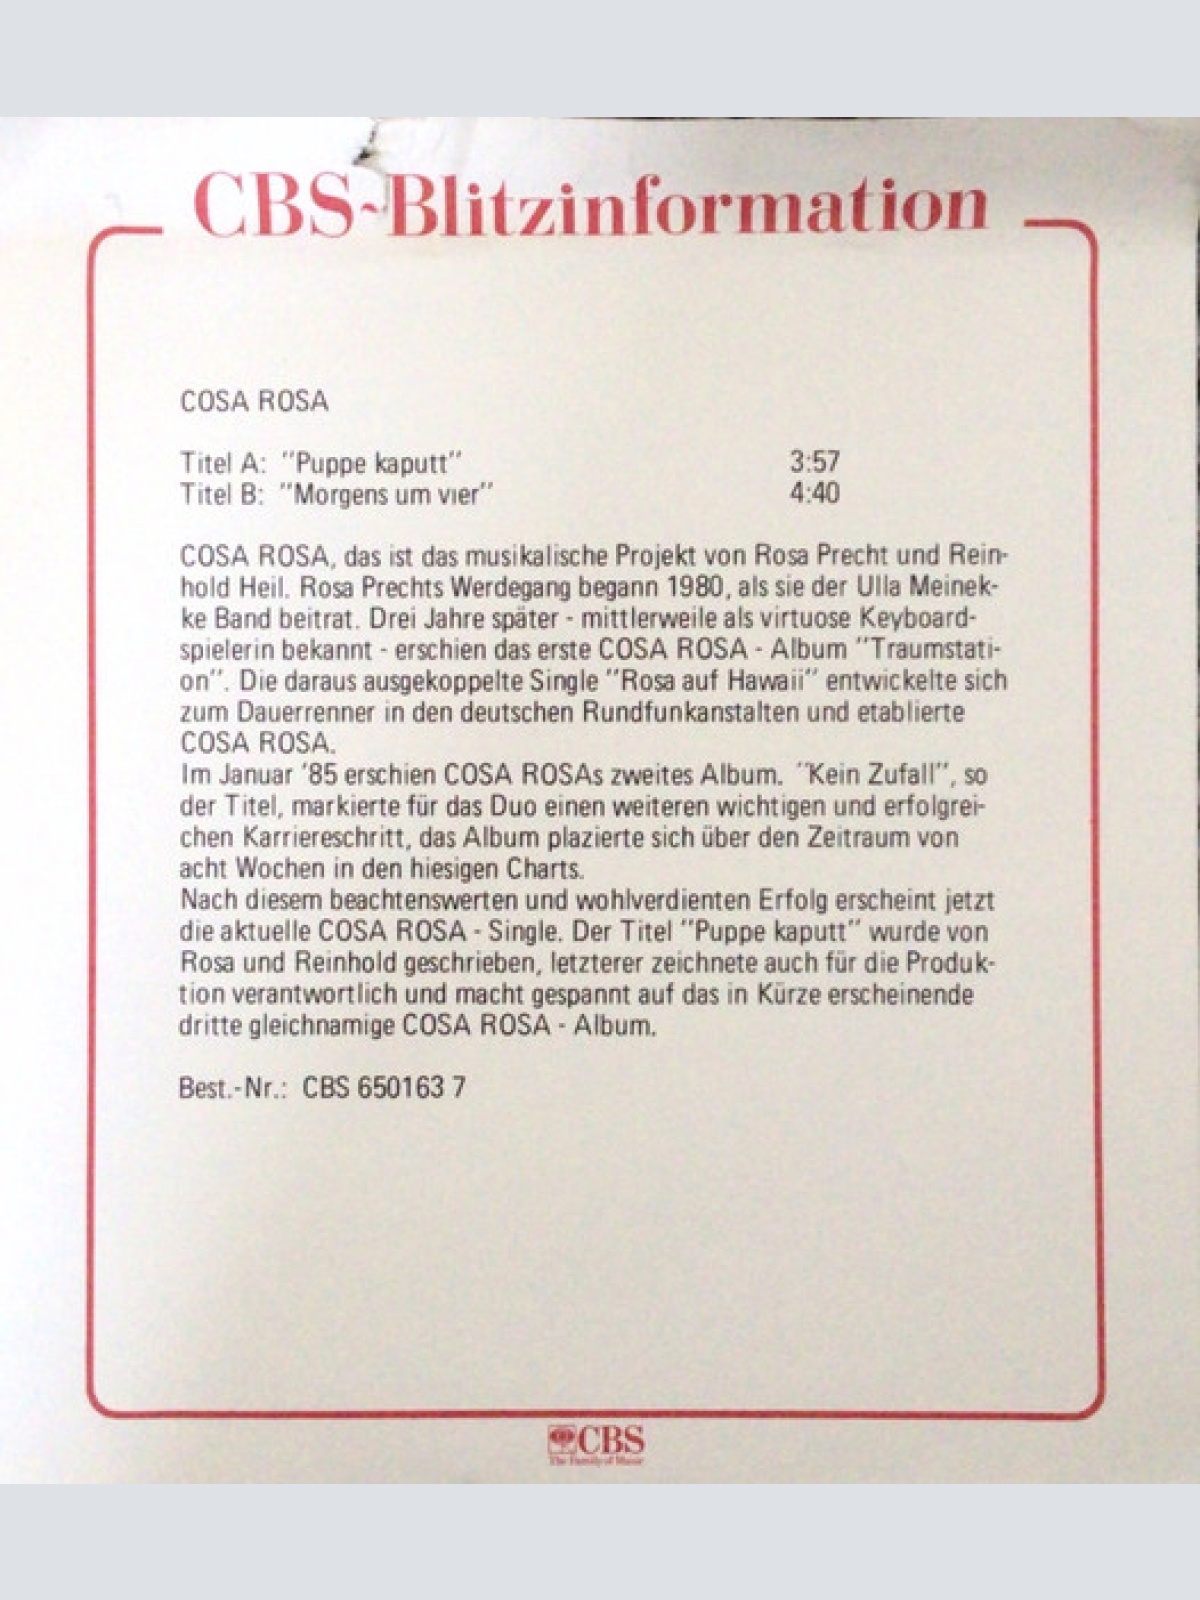 CBS-Blitzinformation
COSA ROSA
Titel A: "Puppe kaputt" 3:57
Titel B: "Morgens um vier" 4:40
COSA ROSA, das ist das musikalische Projekt von Rosa Precht und Rein-
hold Heil. Rosa Prechts Werdegang begann 1980, als sie der Ulla Meinek-
ke Band beitrat. Drei Jahre später - mittlerweile als virtuose Keyboard-
spielerin bekannt - erschien das erste COSA ROSA - Album "Traumstati-
on". Die daraus ausgekoppelte Single "Rosa auf Hawaii" entwickelte sich
zum Dauerrenner in den deutschen Rundfunkanstalten und etablierte
COSA ROSA.
Im Januar '85 erschien COSA ROSAs zweites Album. "Kein Zufall", so
der Titel, markierte für das Duo einen weiteren wichtigen und erfolgrei-
chen Karriereschritt, das Album plazierte sich über den Zeitraum von
acht Wochen in den hiesigen Charts.
Nach diesem beachtenswerten und wohlverdienten Erfolg erscheint jetzt
die aktuelle COSA ROSA - Single. Der Titel "Puppe kaputt" wurde von
Rosa und Reinhold geschrieben, letzterer zeichnete auch für die Produk-
tion verantwortlich und macht gespannt auf das in Kürze erscheinende
dritte gleichnamige COSA ROSA - Album.
Best.-Nr.: CBS 650163 7
CBS
The Family of Music